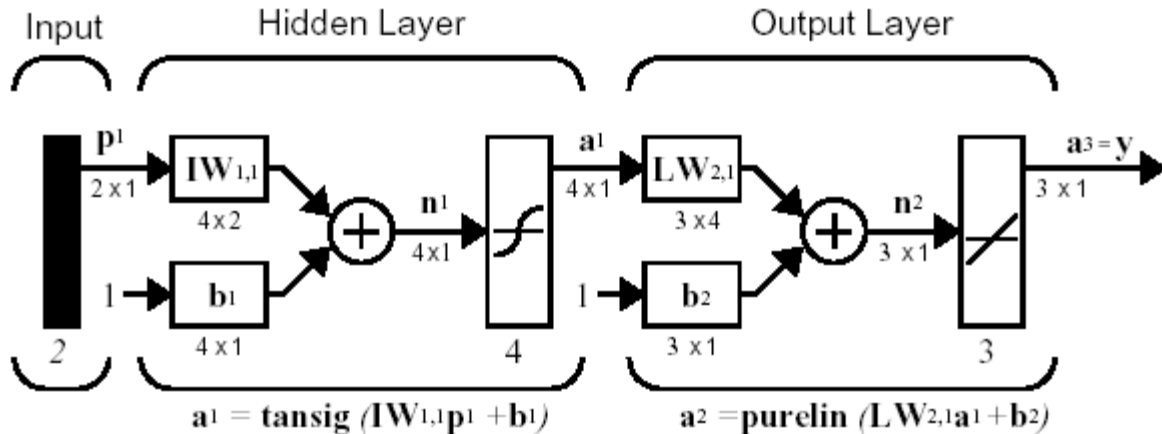 Input Hidden Layer Output Layer
p1 a1 a3 = y
IW1,1 LW2,1
2 x 1 4 x 1 3 x 1
4 x 2 n1 3 x 4 n2
4 x 1 3 x 1
1 b1 1 b2
2 4 x 1 4 3 x 1 3
a1 = tansig (IW1,1p1 +b1) a2 =purelin (LW2,1a1+b2)